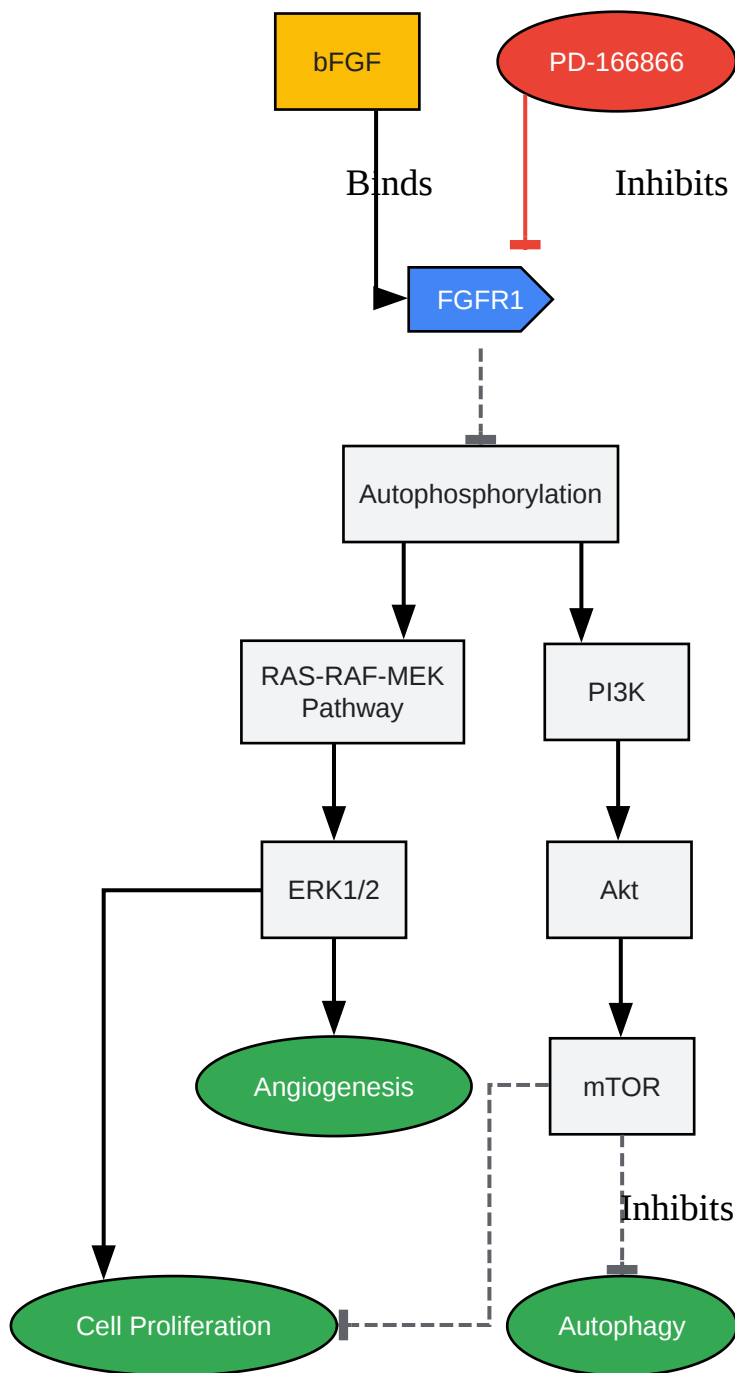 bFGF
PD-166866
Binds
Inhibits
FGFR1
Autophosphorylation
RAS-RAF-MEK
Pathway
PI3K
ERK1/2
Akt
Angiogenesis
mTOR
Inhibits
Cell Proliferation
Autophagy